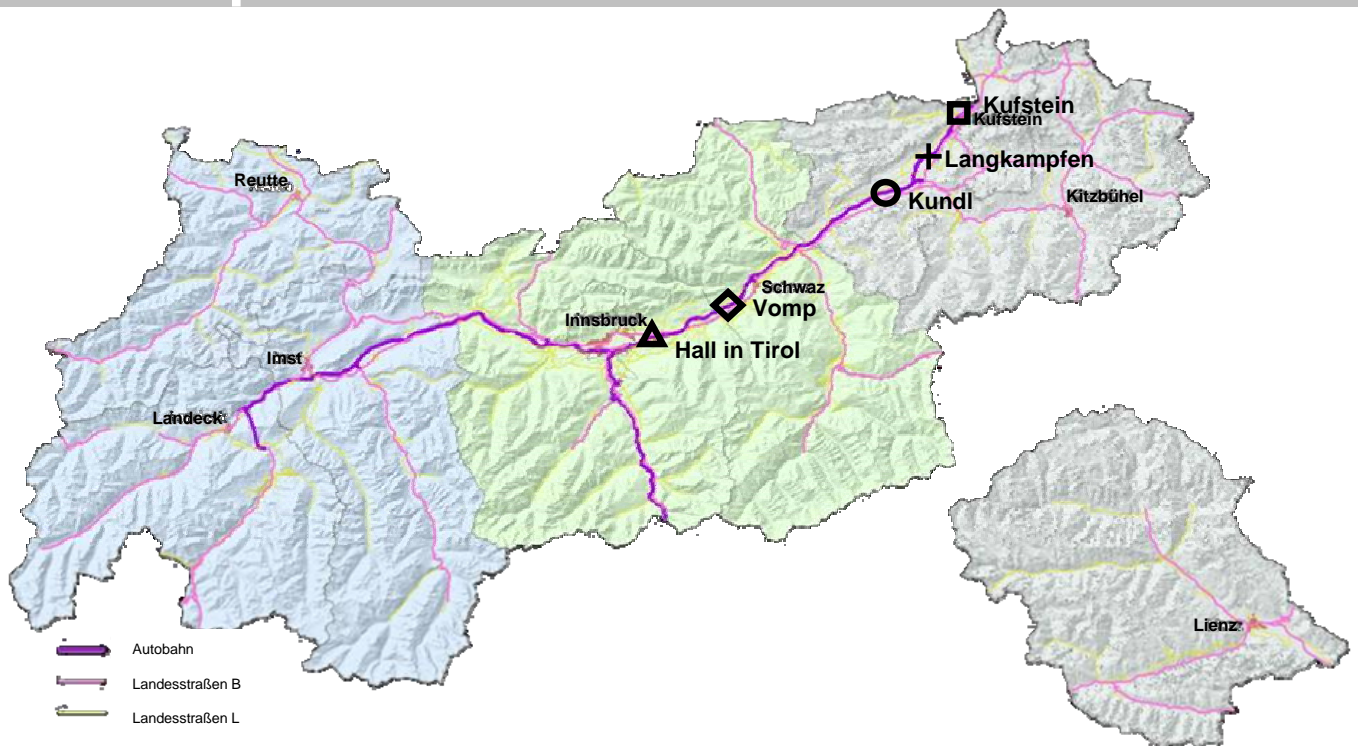 Kufstein
Kufstein
Langkampfen
Kundl
Kitzbühel
Reutte
Schwaz
Vomp
Innsbruck
Hall in Tirol
Imst
Landeck
Lienz
Autobahn
Landesstraßen B
Landesstraßen L